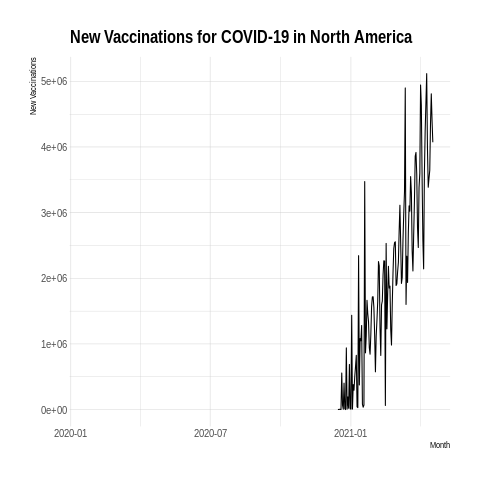 New Vaccinations for COVID-19 in North America
New Vaccinations
5e+06
4e+06
3e+06
2e+06
1e+06
0e+00
2020-01 2020-07 2021-01
Month